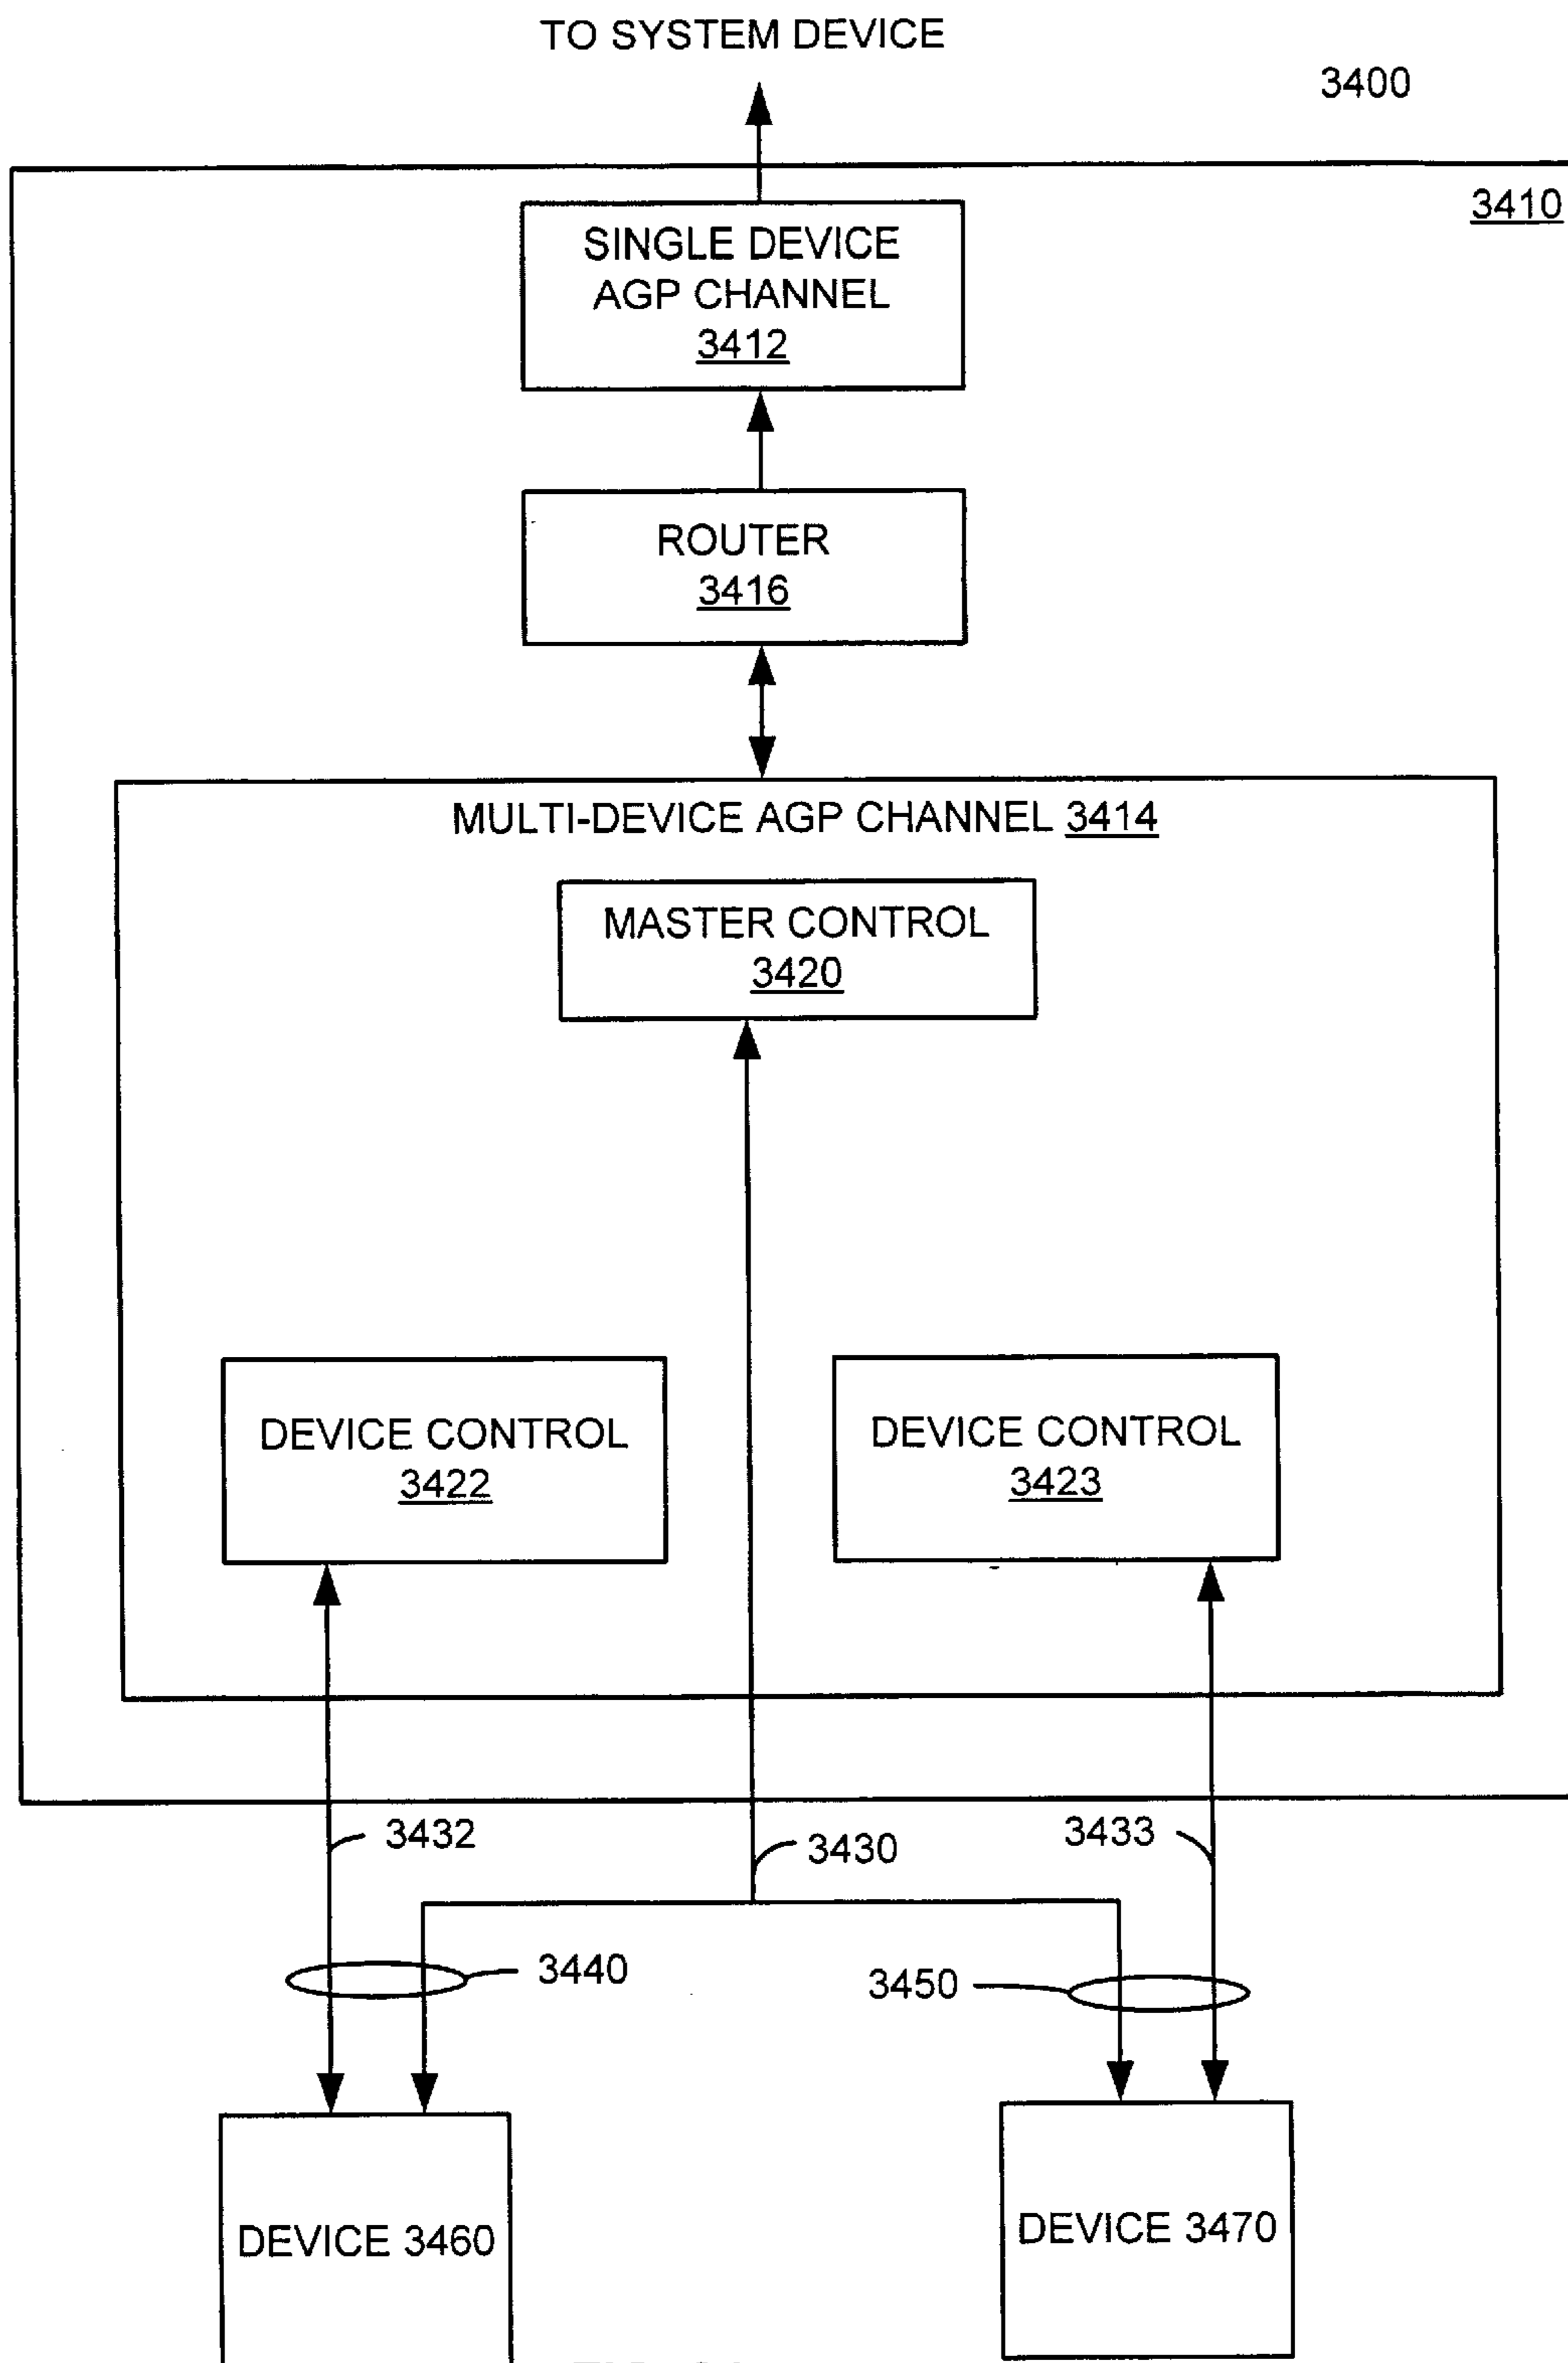 TO SYSTEM DEVICE
3400
3410
SINGLE DEVICE
AGP CHANNEL
3412
ROUTER
3416
MULTI-DEVICE AGP CHANNEL 3414
MASTER CONTROL
3420
DEVICE CONTROL
3422
DEVICE CONTROL
3423
3432
3430
3433
3440
3450
DEVICE 3460
DEVICE 3470